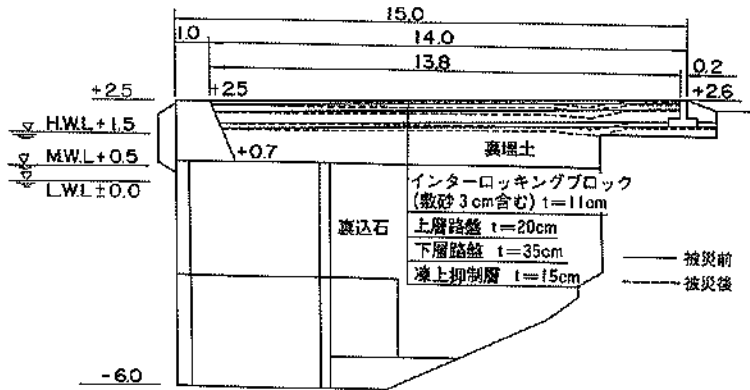 15.0
1.0
14.0
13.8
0.2
+2.5
+2.5
+2.6
H.W.L+1.5
M.W.L+0.5
+0.7
L.W.L±0.0
裏埋土
インターロッキングブロック
(敷砂3cm含む) t=11cm
裏込石
上層路盤 t=20cm
下層路盤 t=35cm
凍上抑制層 t=15cm
被災前
被災後
-6.0